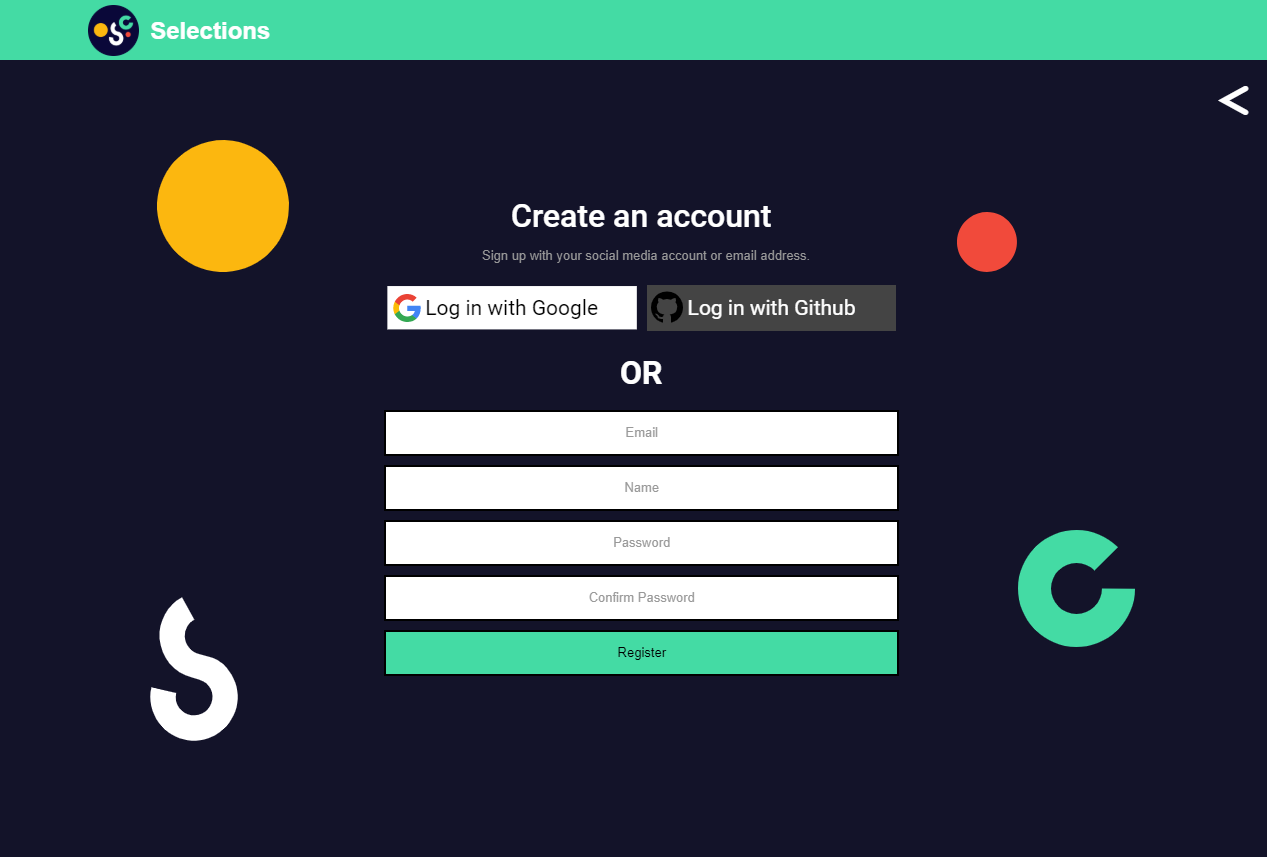 Selections
Create an account
Sign up with your social media account or email address.
Log in with Google
Log in with Github
OR
Email
Name
Password
Confirm Password
Register